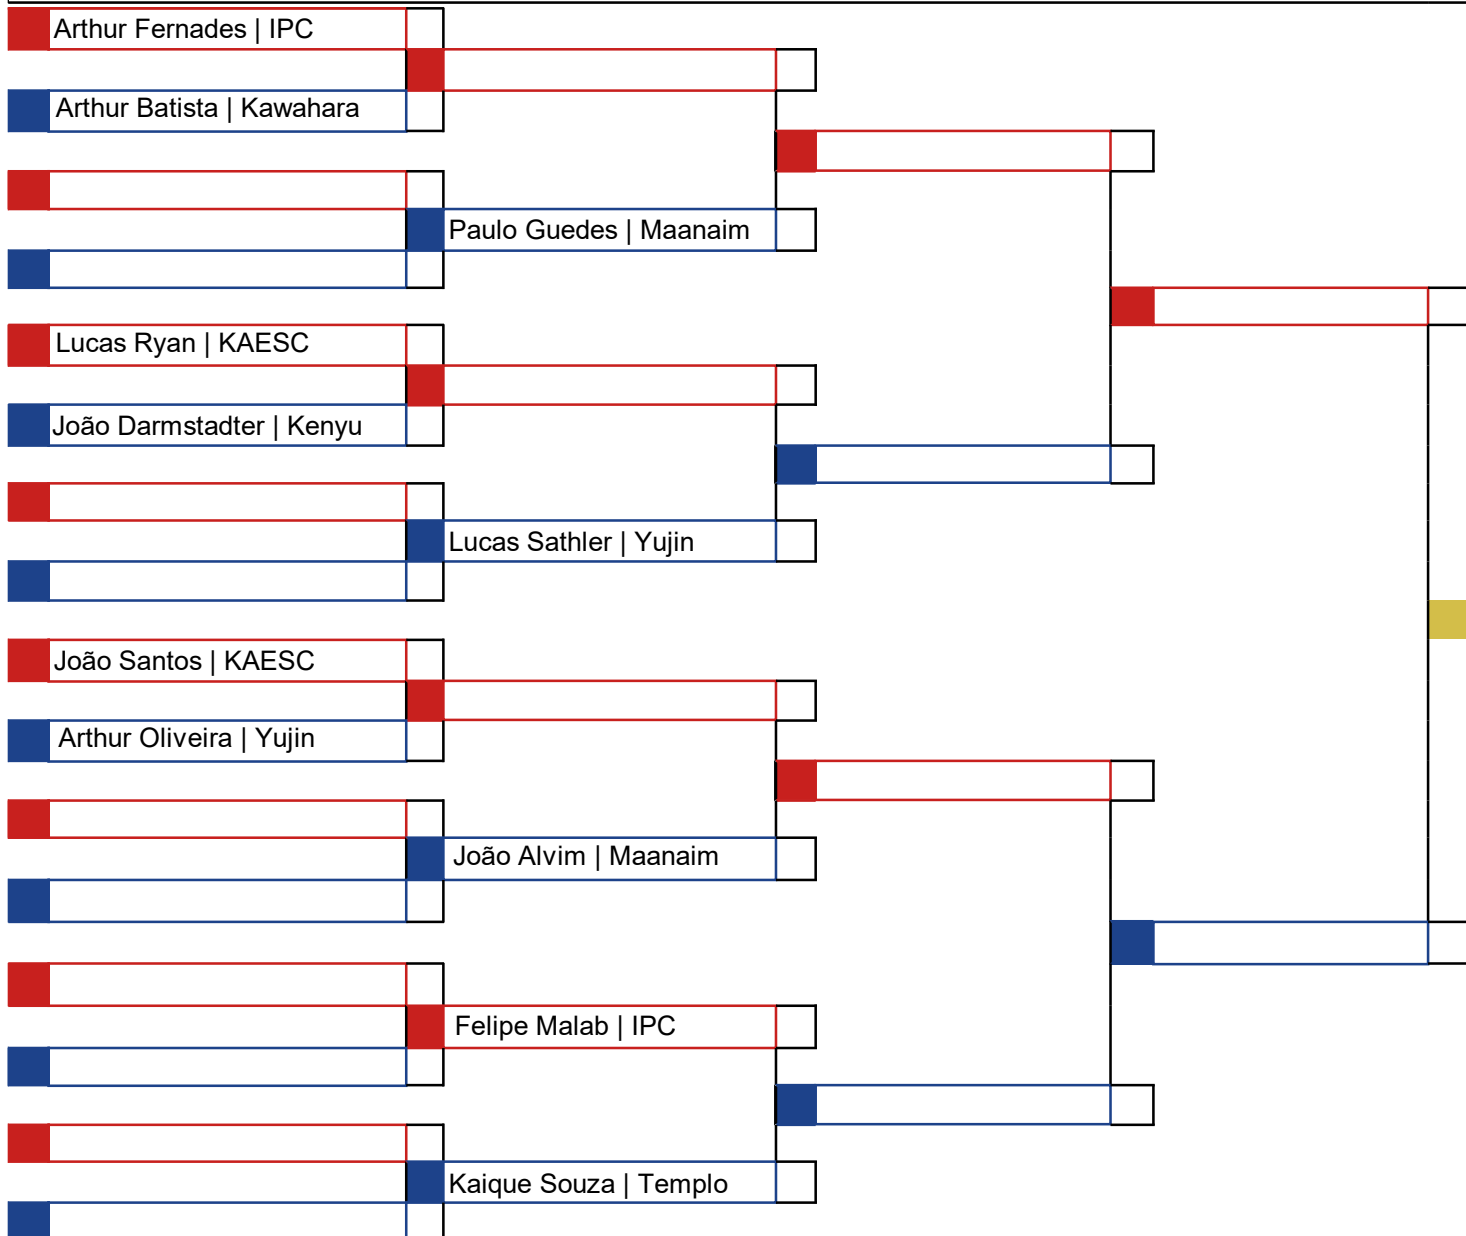 Arthur Fernades | IPC
Arthur Batista | Kawahara
Paulo Guedes | Maanaim
Lucas Ryan | KAESC
João Darmstadter | Kenyu
Lucas Sathler | Yujin
João Santos | KAESC
Arthur Oliveira | Yujin
João Alvim | Maanaim
Felipe Malab | IPC
Kaique Souza | Templo